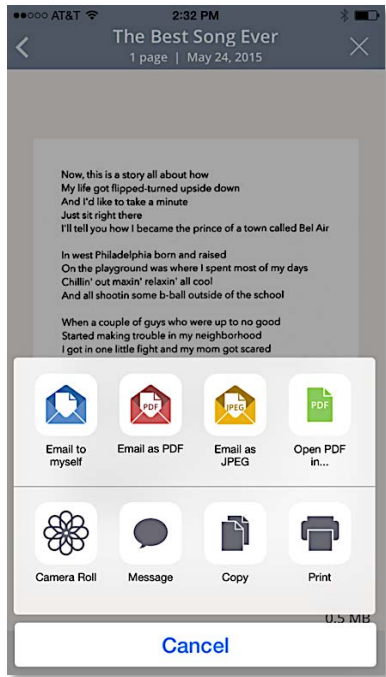 AT&T 2:32 PM
The Best Song Ever
1 page | May 24, 2015
Now, this is a story all about how
My life got flipped-turned upside down
And I'd like to take a minute
Just sit right there
I'll tell you how I became the prince of a town called Bel Air
In west Philadelphia born and raised
On the playground was where I spent most of my days
Chillin' out maxin' relaxin' all cool
And all shootin some b-ball outside of the school
When a couple of guys who were up to no good
Started making trouble in my neighborhood
I got in one little fight and my mom got scared
PDF JPEG PDF
Email to myself Email as PDF Email as JPEG Open PDF in...
Camera Roll Message Copy Print
0.5 MB
Cancel